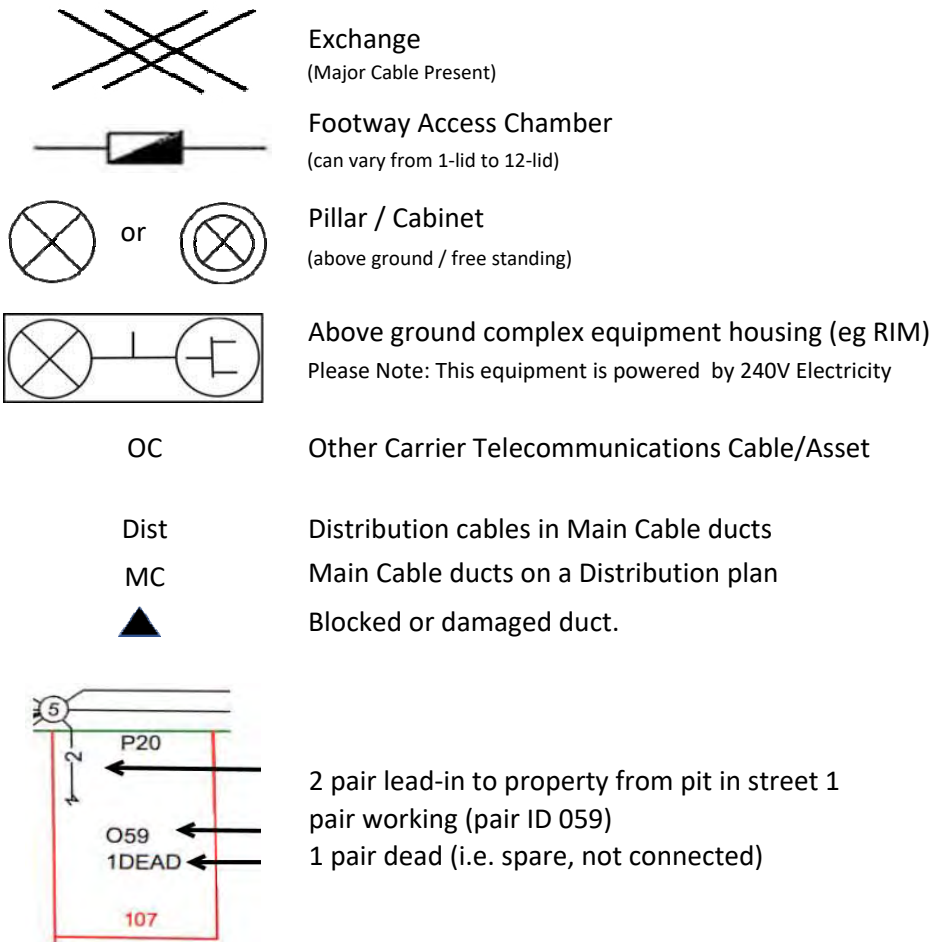 Exchange
(Major Cable Present)
Footway Access Chamber
(can vary from 1-lid to 12-lid)
or
Pillar / Cabinet
(above ground / free standing)
Above ground complex equipment housing (eg RIM)
Please Note: This equipment is powered by 240V Electricity
OC
Other Carrier Telecommunications Cable/Asset
Dist
Distribution cables in Main Cable ducts
MC
Main Cable ducts on a Distribution plan
Blocked or damaged duct.
5
P20
2
2 pair lead-in to property from pit in street 1
pair working (pair ID 059)
O59
1DEAD
1 pair dead (i.e. spare, not connected)
107